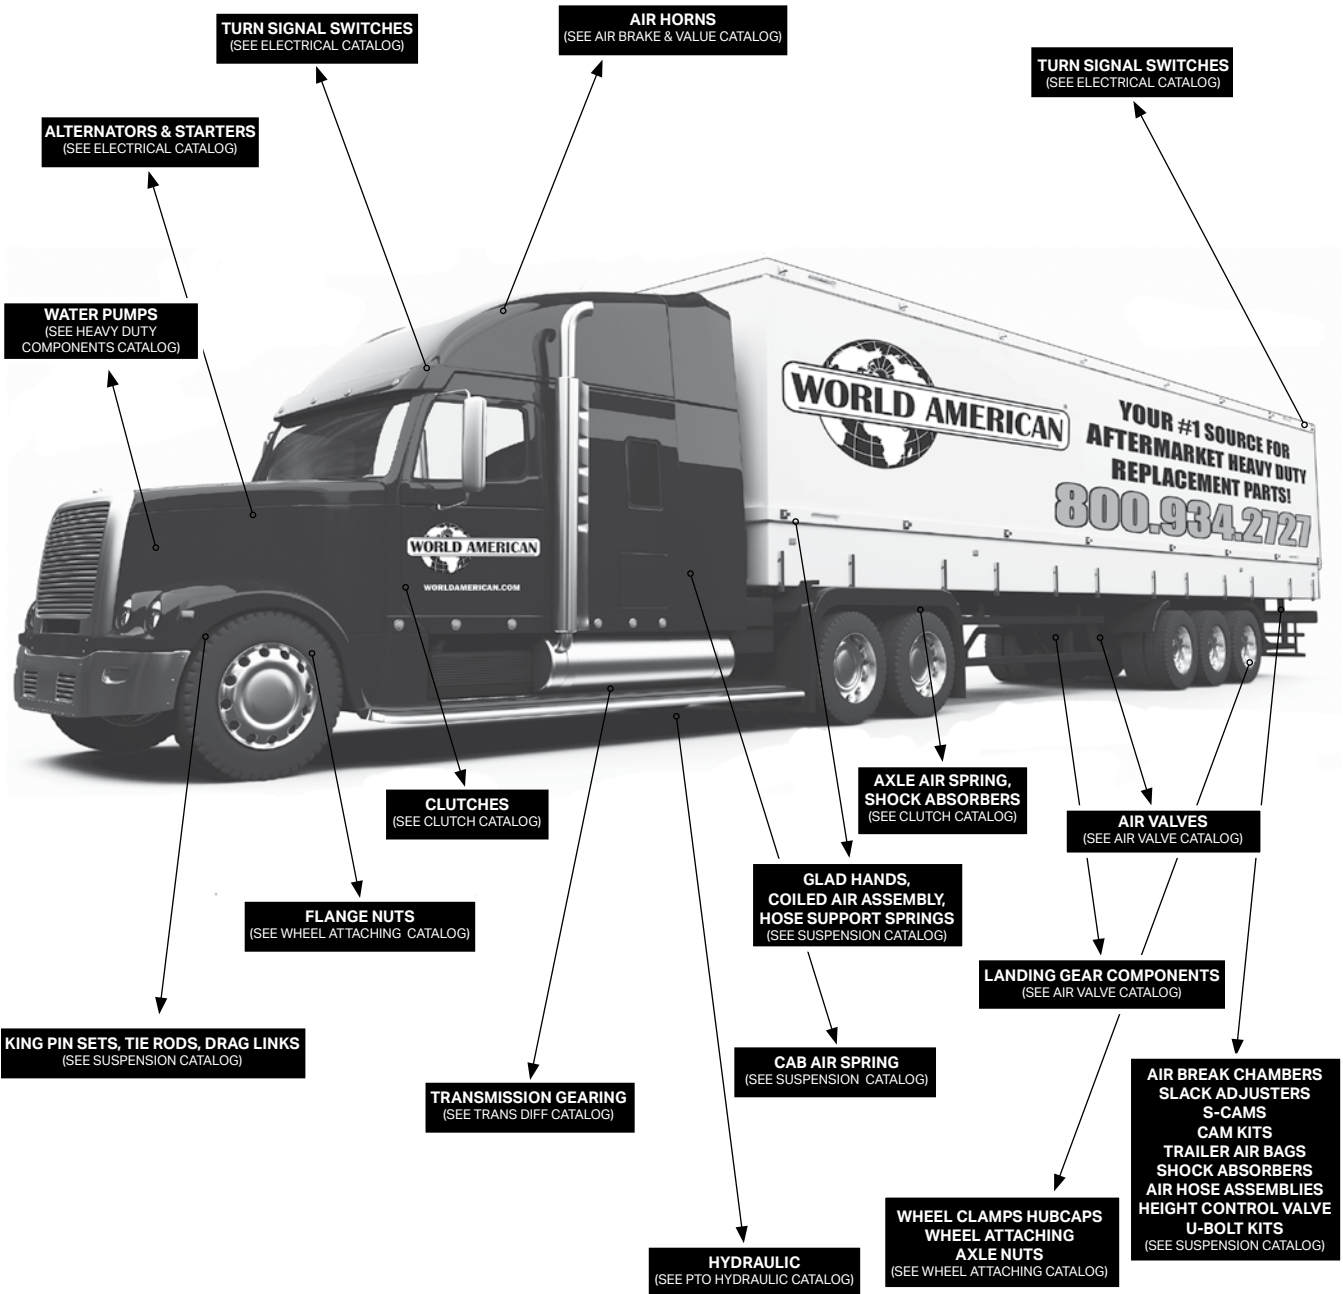 TURN SIGNAL SWITCHES
(SEE ELECTRICAL CATALOG)
AIR HORNS
(SEE AIR BRAKE & VALUE CATALOG)
TURN SIGNAL SWITCHES
(SEE ELECTRICAL CATALOG)
ALTERNATORS & STARTERS
(SEE ELECTRICAL CATALOG)
WATER PUMPS
(SEE HEAVY DUTY
COMPONENTS CATALOG)
WORLD AMERICAN
YOUR #1 SOURCE FOR
AFTERMARKET HEAVY DUTY
REPLACEMENT PARTS!
800.934.2727
WORLD AMERICAN
WORLDAMERICAN.COM
AXLE AIR SPRING,
SHOCK ABSORBERS
(SEE CLUTCH CATALOG)
CLUTCHES
(SEE CLUTCH CATALOG)
AIR VALVES
(SEE AIR VALVE CATALOG)
GLAD HANDS,
COILED AIR ASSEMBLY,
HOSE SUPPORT SPRINGS
(SEE SUSPENSION CATALOG)
FLANGE NUTS
(SEE WHEEL ATTACHING CATALOG)
LANDING GEAR COMPONENTS
(SEE AIR VALVE CATALOG)
KING PIN SETS, TIE RODS, DRAG LINKS
(SEE SUSPENSION CATALOG)
CAB AIR SPRING
(SEE SUSPENSION CATALOG)
TRANSMISSION GEARING
(SEE TRANS DIFF CATALOG)
AIR BREAK CHAMBERS
SLACK ADJUSTERS
S-CAMS
CAM KITS
TRAILER AIR BAGS
SHOCK ABSORBERS
AIR HOSE ASSEMBLIES
HEIGHT CONTROL VALVE
U-BOLT KITS
(SEE SUSPENSION CATALOG)
WHEEL CLAMPS HUBCAPS
WHEEL ATTACHING
AXLE NUTS
(SEE WHEEL ATTACHING CATALOG)
HYDRAULIC
(SEE PTO HYDRAULIC CATALOG)